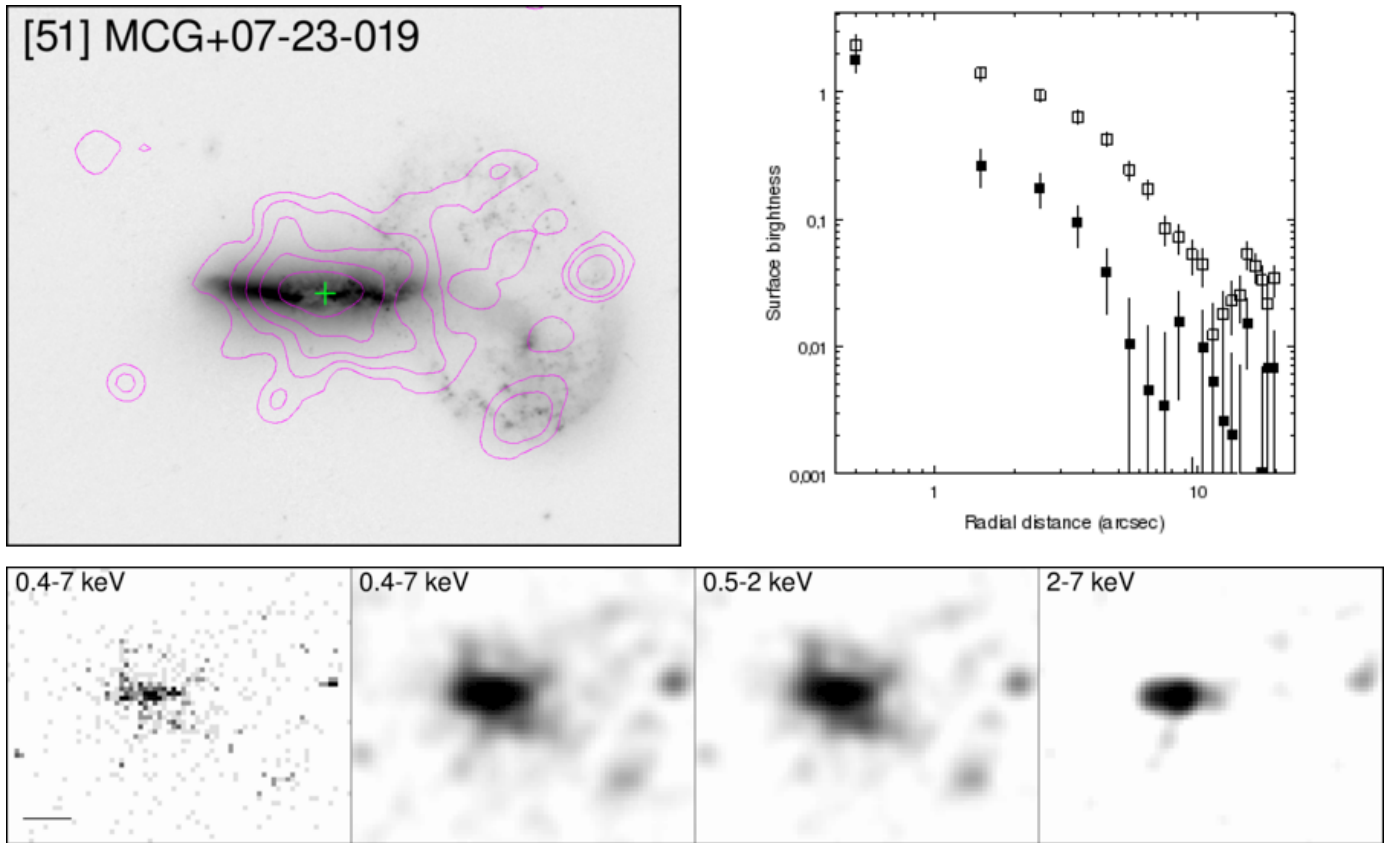 [51] MCG+07-23-019
1
0,1
0,01
0,001
Surface birghtness
1
10
Radial distance (arcsec)
0.4-7 keV
0.4-7 keV
0.5-2 keV
2-7 keV